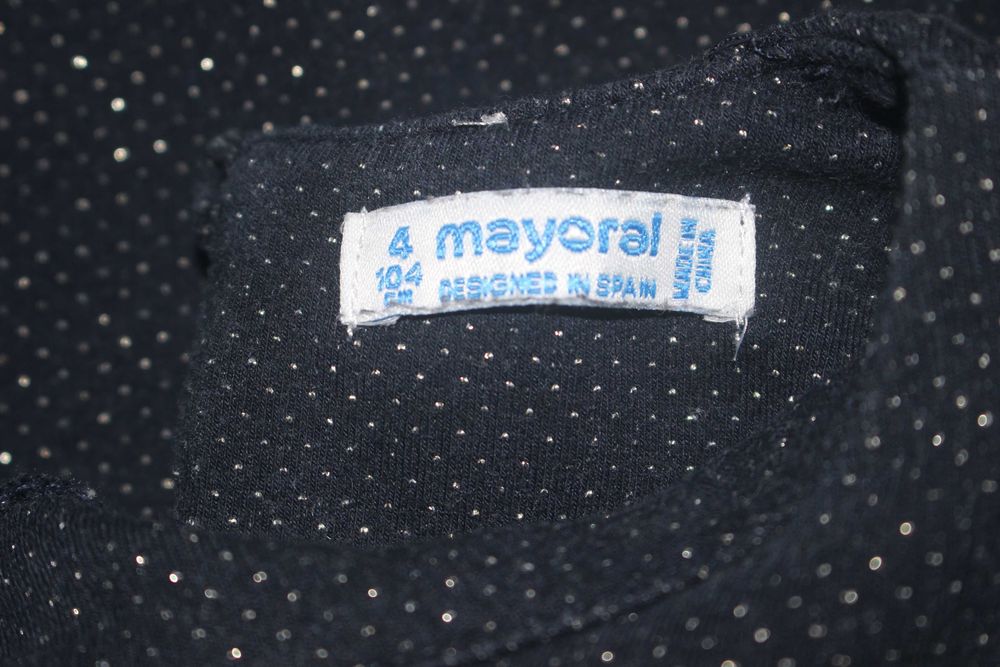 4
104
cm
mayoral
DESIGNED IN SPAIN
MADE IN
CHINA